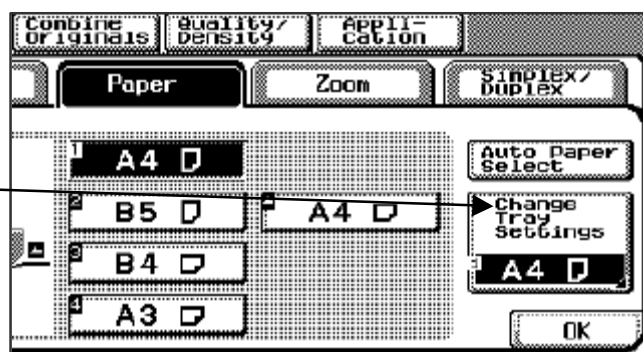 Combine Originals
Quality/ Density
Appli- cation
Paper
Zoom
Simplex/ Duplex
1 A4
Auto Paper Select
2 B5
A4
Change Tray Settings
3 B4
1 A4
4 A3
OK